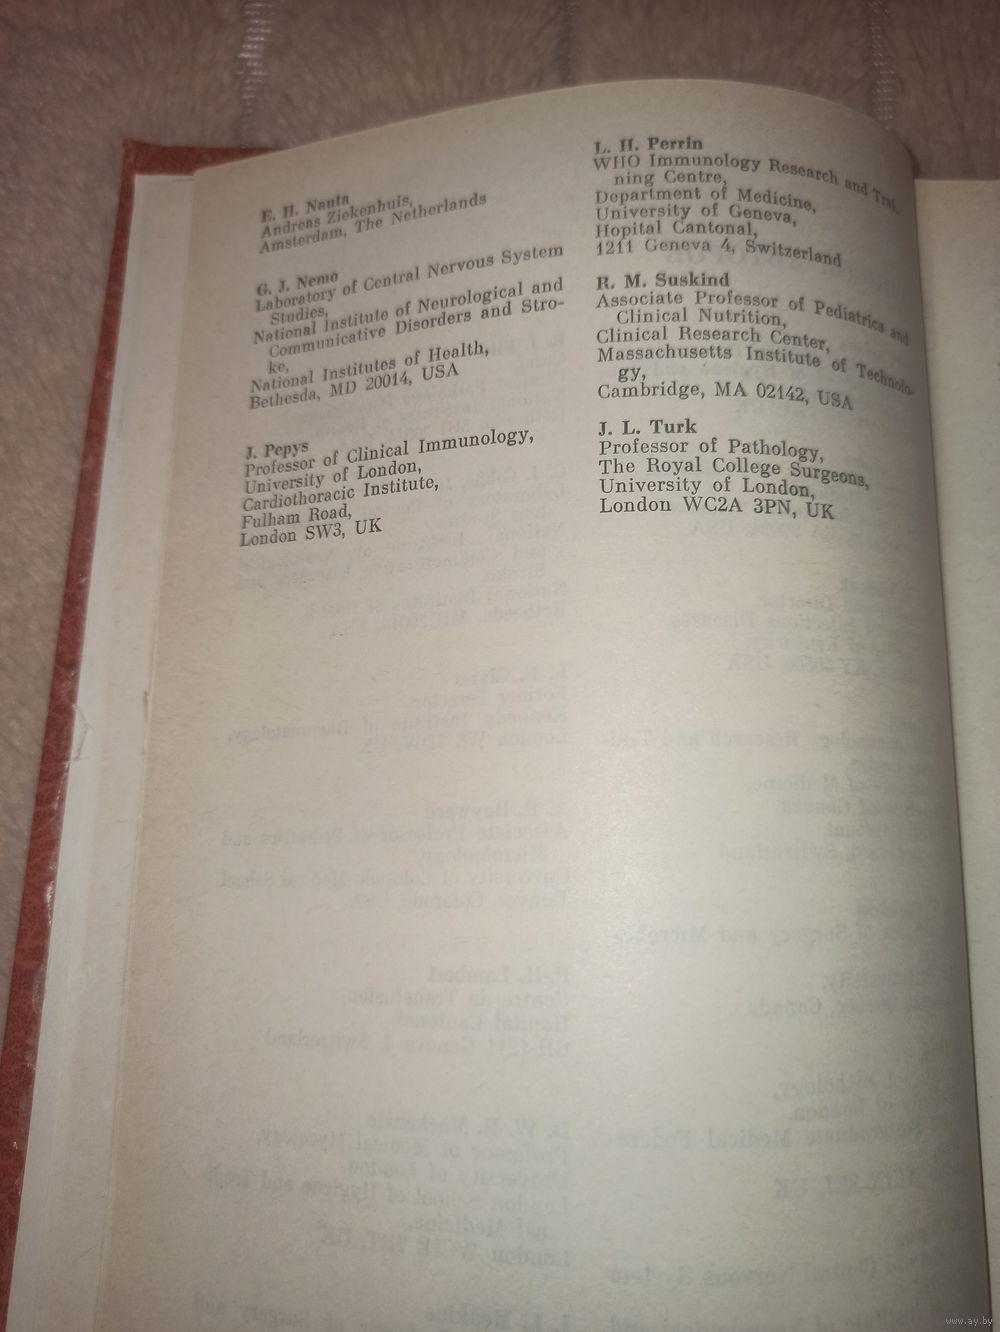 E. H. Nauta
Andreas Ziekenhuis,
Amsterdam, The Netherlands
G. J. Nemo
Laboratory of Central Nervous System
Studies,
National Institute of Neurological and
Communicative Disorders and Stro-
ke,
National Institutes of Health,
Bethesda, MD 20014, USA
J. Pepys
Professor of Clinical Immunology,
University of London,
Cardiothoracic Institute,
Fulham Road,
London SW3, UK
L. H. Perrin
WHO Immunology Research and Trai-
ning Centre,
Department of Medicine,
University of Geneva,
Hopital Cantonal,
1211 Geneva 4, Switzerland
R. M. Suskind
Associate Professor of Pediatrics and
Clinical Nutrition,
Clinical Research Center,
Massachusetts Institute of Technolo-
gy,
Cambridge, MA 02142, USA
J. L. Turk
Professor of Pathology,
The Royal College Surgeons,
University of London,
London WC2A 3PN, UK
www.ay.by